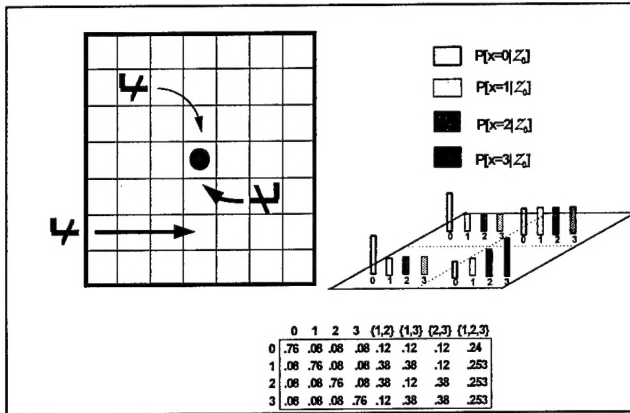 P[x=0|Z₀]
P[x=1|Z₀]
P[x=2|Z₀]
P[x=3|Z₀]
0 1 2 3
0 1 2 3
0 1 2 3
0 1 2 3
0 1 2 3 {1,2} {1,3} {2,3} {1,2,3}
0 .76 .08 .08 .08 .12 .12 .12 .24
1 .08 .76 .08 .08 .38 .38 .12 .253
2 .08 .08 .76 .08 .38 .12 .38 .253
3 .08 .08 .08 .76 .12 .38 .38 .253